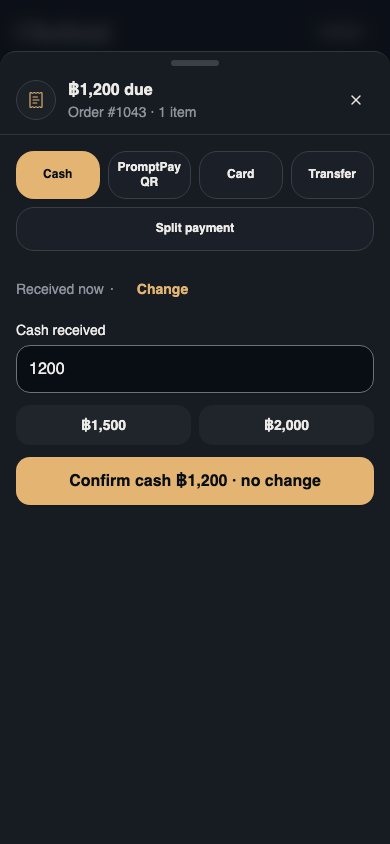 ฿1,200 due
Order #1043 · 1 item
Cash
PromptPay
QR
Card
Transfer
Split payment
Received now ·
Change
Cash received
1200
฿1,500
฿2,000
Confirm cash ฿1,200 · no change